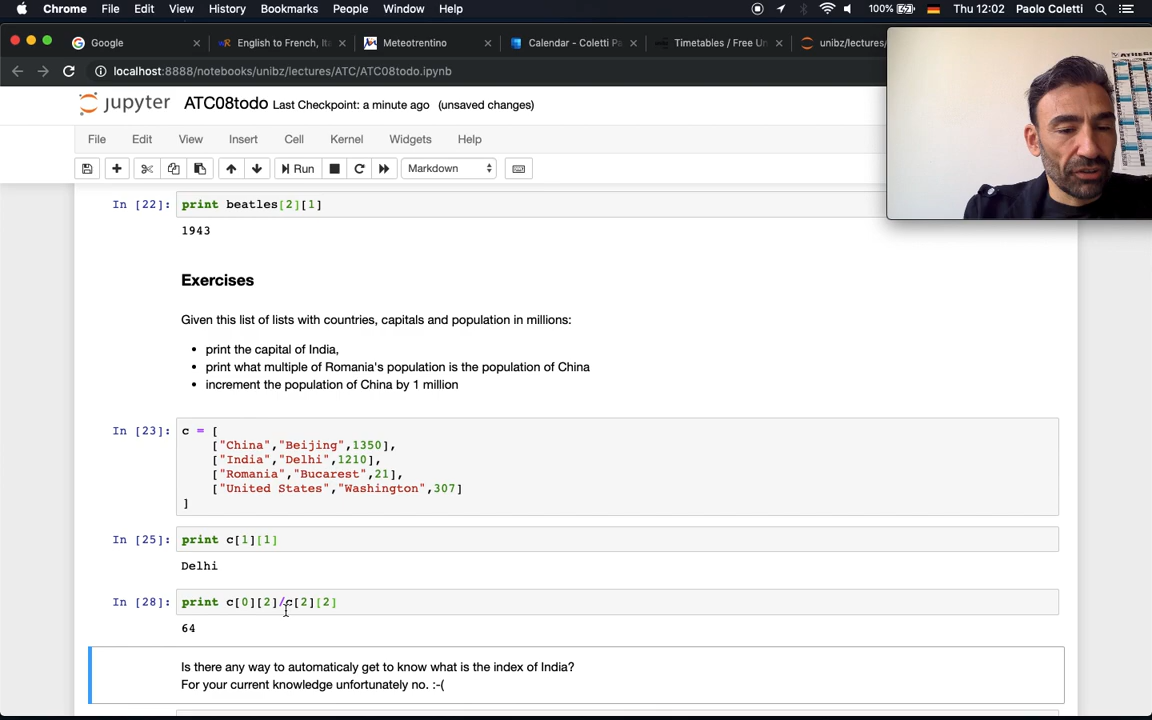 Chrome File Edit View History Bookmarks People Window Help 100% Thu 12:02 Paolo Coletti
Google English to French, Ita Meteotrentino Calendar - Coletti Pa Timetables / Free Un unibz/lectures/
localhost:8888/notebooks/unibz/lectures/ATC/ATC08todo.ipynb
jupyter ATC08todo Last Checkpoint: a minute ago (unsaved changes)
File Edit View Insert Cell Kernel Widgets Help
Run Markdown
In [22]: print beatles[2][1]
1943
Exercises
Given this list of lists with countries, capitals and population in millions:
• print the capital of India,
• print what multiple of Romania's population is the population of China
• increment the population of China by 1 million
In [23]: c = [
["China","Beijing",1350],
["India","Delhi",1210],
["Romania","Bucarest",21],
["United States","Washington",307]
]
In [25]: print c[1][1]
Delhi
In [28]: print c[0][2]/c[2][2]
64
Is there any way to automaticaly get to know what is the index of India?
For your current knowledge unfortunately no. :-(